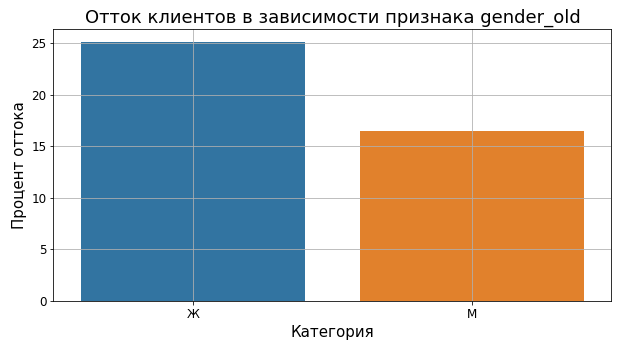 Отток клиентов в зависимости признака gender_old
Процент оттока
25
20
15
10
5
0
Ж
М
Категория